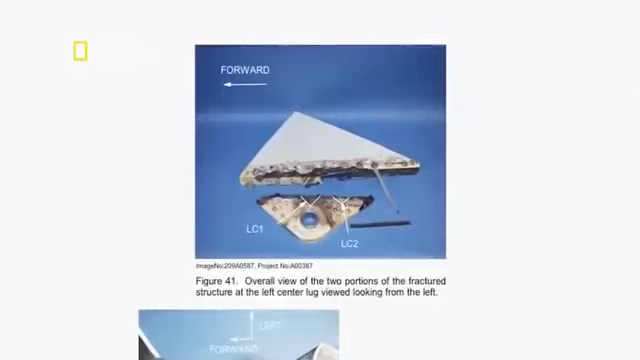 FORWARD
LC1
LC2
ImageNo:209A0587, Project No:A00387
Figure 41. Overall view of the two portions of the fractured
structure at the left center lug viewed looking from the left.
LEFT
FORWARD